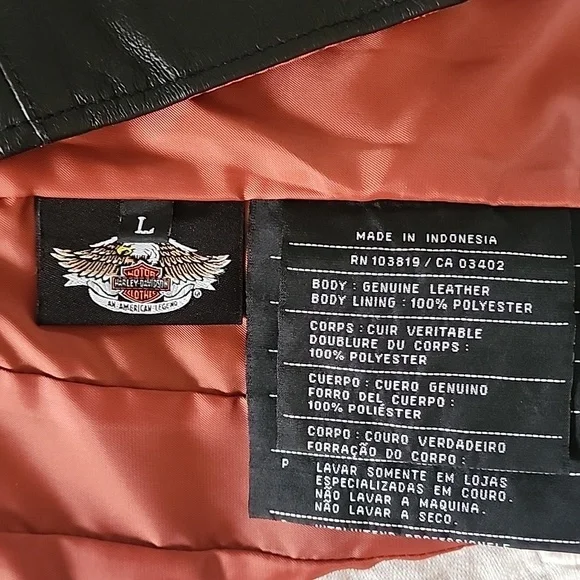 L
MOTOR
HARLEY-DAVIDSON
CLOTHES
AN AMERICAN LEGEND ®
MADE IN INDONESIA
RN 103819 / CA 03402
BODY : GENUINE LEATHER
BODY LINING : 100% POLYESTER
CORPS : CUIR VERITABLE
DOUBLURE DU CORPS :
100% POLYESTER
CUERPO : CUERO GENUINO
FORRO DEL CUERPO :
100% POLIÉSTER
CORPO : COURO VERDADEIRO
FORRAÇÃO DO CORPO :
P LAVAR SOMENTE EM LOJAS
ESPECIALIZADAS EM COURO.
NÃO LAVAR A MAQUINA.
NÃO LAVAR A SECO.